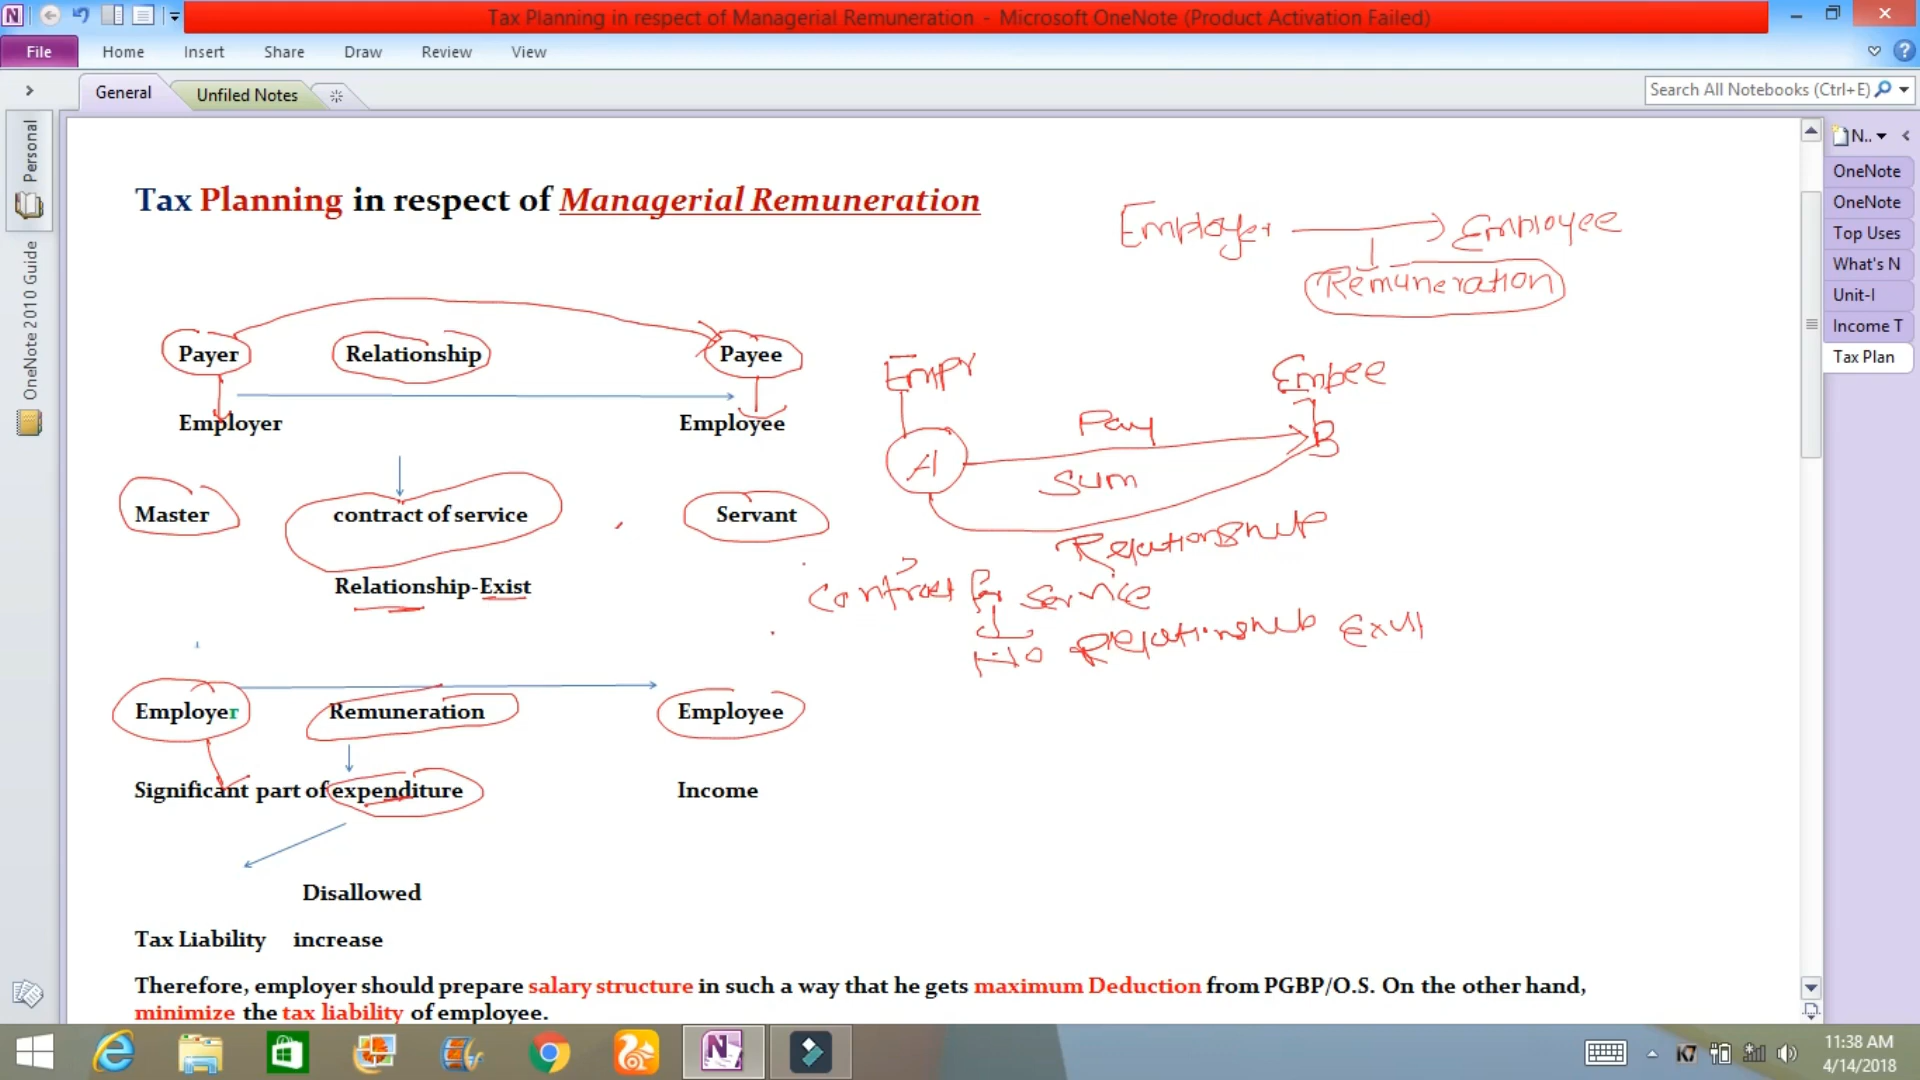 Tax Planning in respect of Managerial Remuneration - Microsoft OneNote (Product Activation Failed)
File Home Insert Share Draw Review View
General Unfiled Notes
Search All Notebooks (Ctrl+E)
Personal
OneNote 2010 Guide
N..
OneNote
OneNote
Top Uses
What's N
Unit-I
Income T
Tax Plan
Tax Planning in respect of Managerial Remuneration
Employer Employee
Remuneration
Payer Relationship Payee
Employer Employee
Empr Empee
Pay
A B
Sum
Relationship
Master contract of service Servant
Relationship-Exist
Contract for Service
No Relationship Exist
Employer Remuneration Employee
Significant part of expenditure Income
Disallowed
Tax Liability increase
Therefore, employer should prepare salary structure in such a way that he gets maximum Deduction from PGBP/O.S. On the other hand,
minimize the tax liability of employee.
K7
11:38 AM
4/14/2018